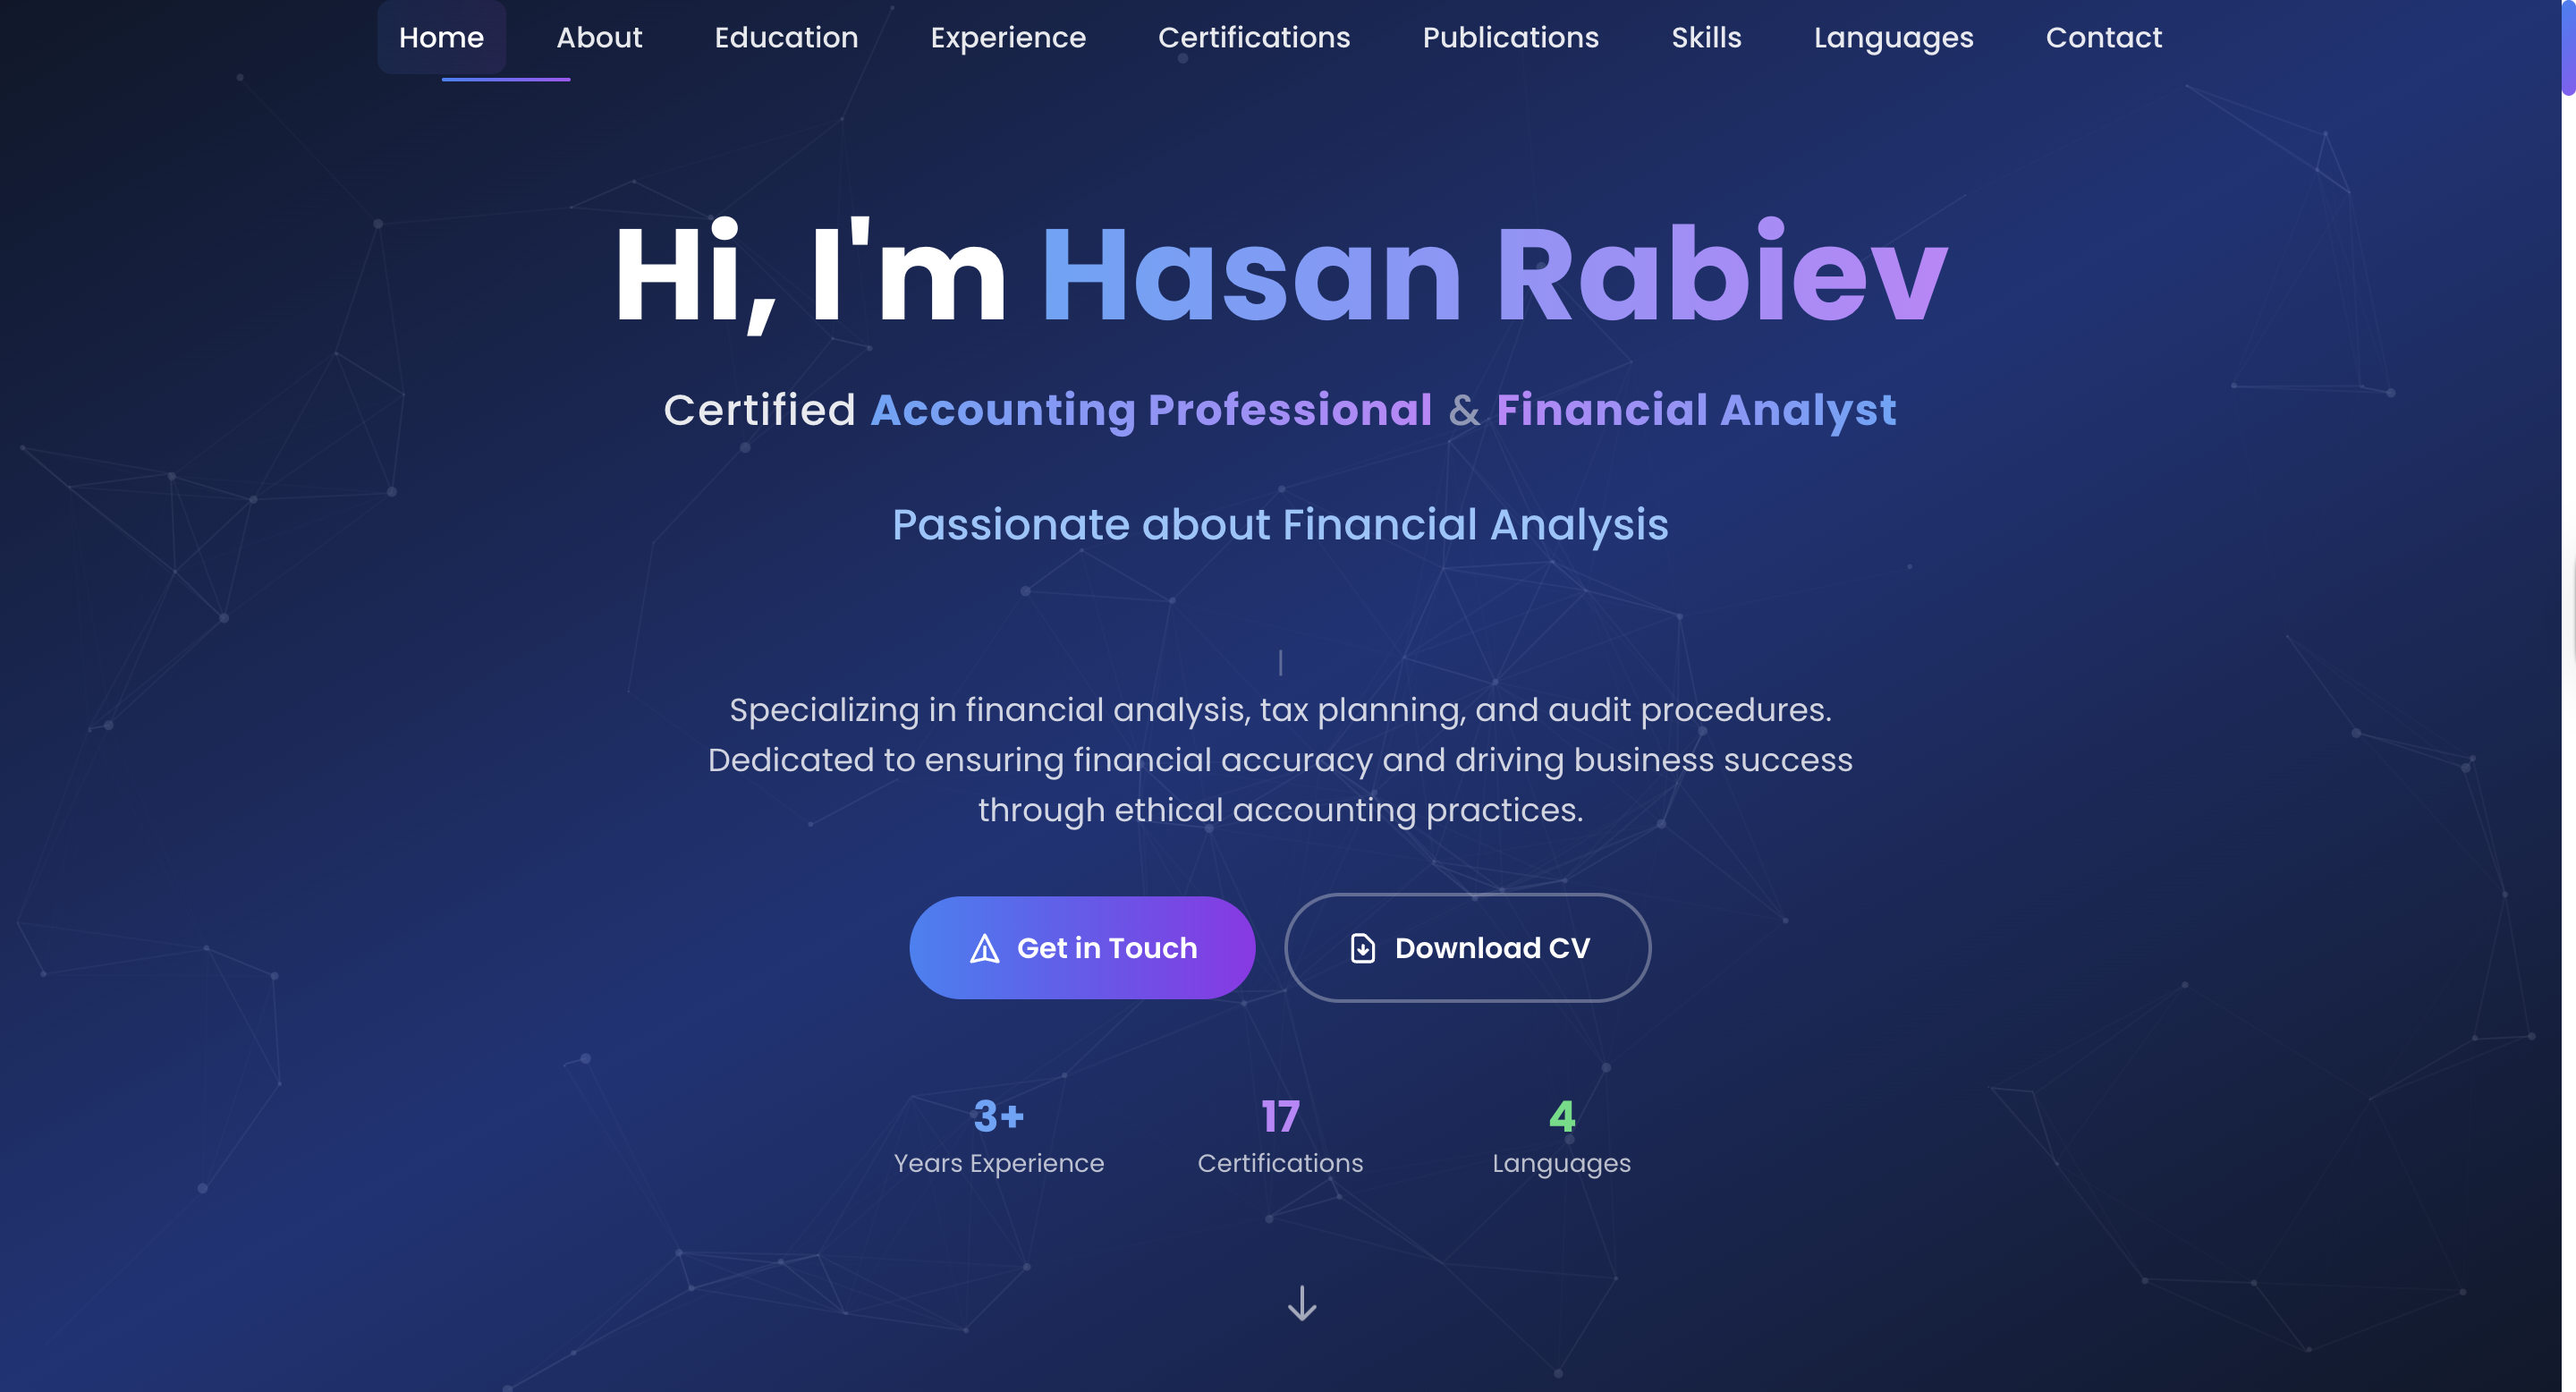 Home About Education Experience Certifications Publications Skills Languages Contact
Hi, I'm Hasan Rabiev
Certified Accounting Professional & Financial Analyst
Passionate about Financial Analysis
|
Specializing in financial analysis, tax planning, and audit procedures.
Dedicated to ensuring financial accuracy and driving business success
through ethical accounting practices.
Get in Touch Download CV
3+ 17 4
Years Experience Certifications Languages